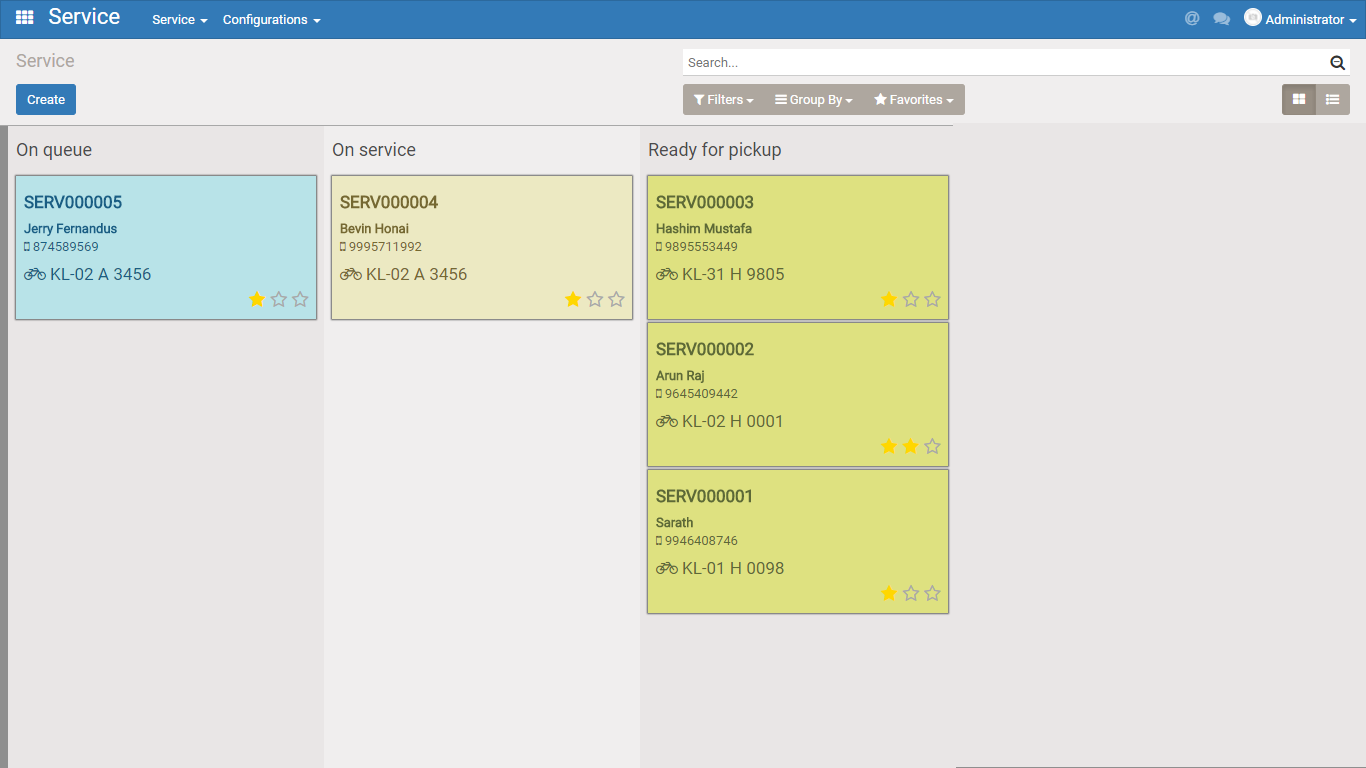 Service Service Configurations Administrator
Service
Search...
Create
Filters Group By Favorites
On queue
SERV000005
Jerry Fernandus
874589569
KL-02 A 3456
On service
SERV000004
Bevin Honai
9995711992
KL-02 A 3456
Ready for pickup
SERV000003
Hashim Mustafa
9895553449
KL-31 H 9805
SERV000002
Arun Raj
9645409442
KL-02 H 0001
SERV000001
Sarath
9946408746
KL-01 H 0098